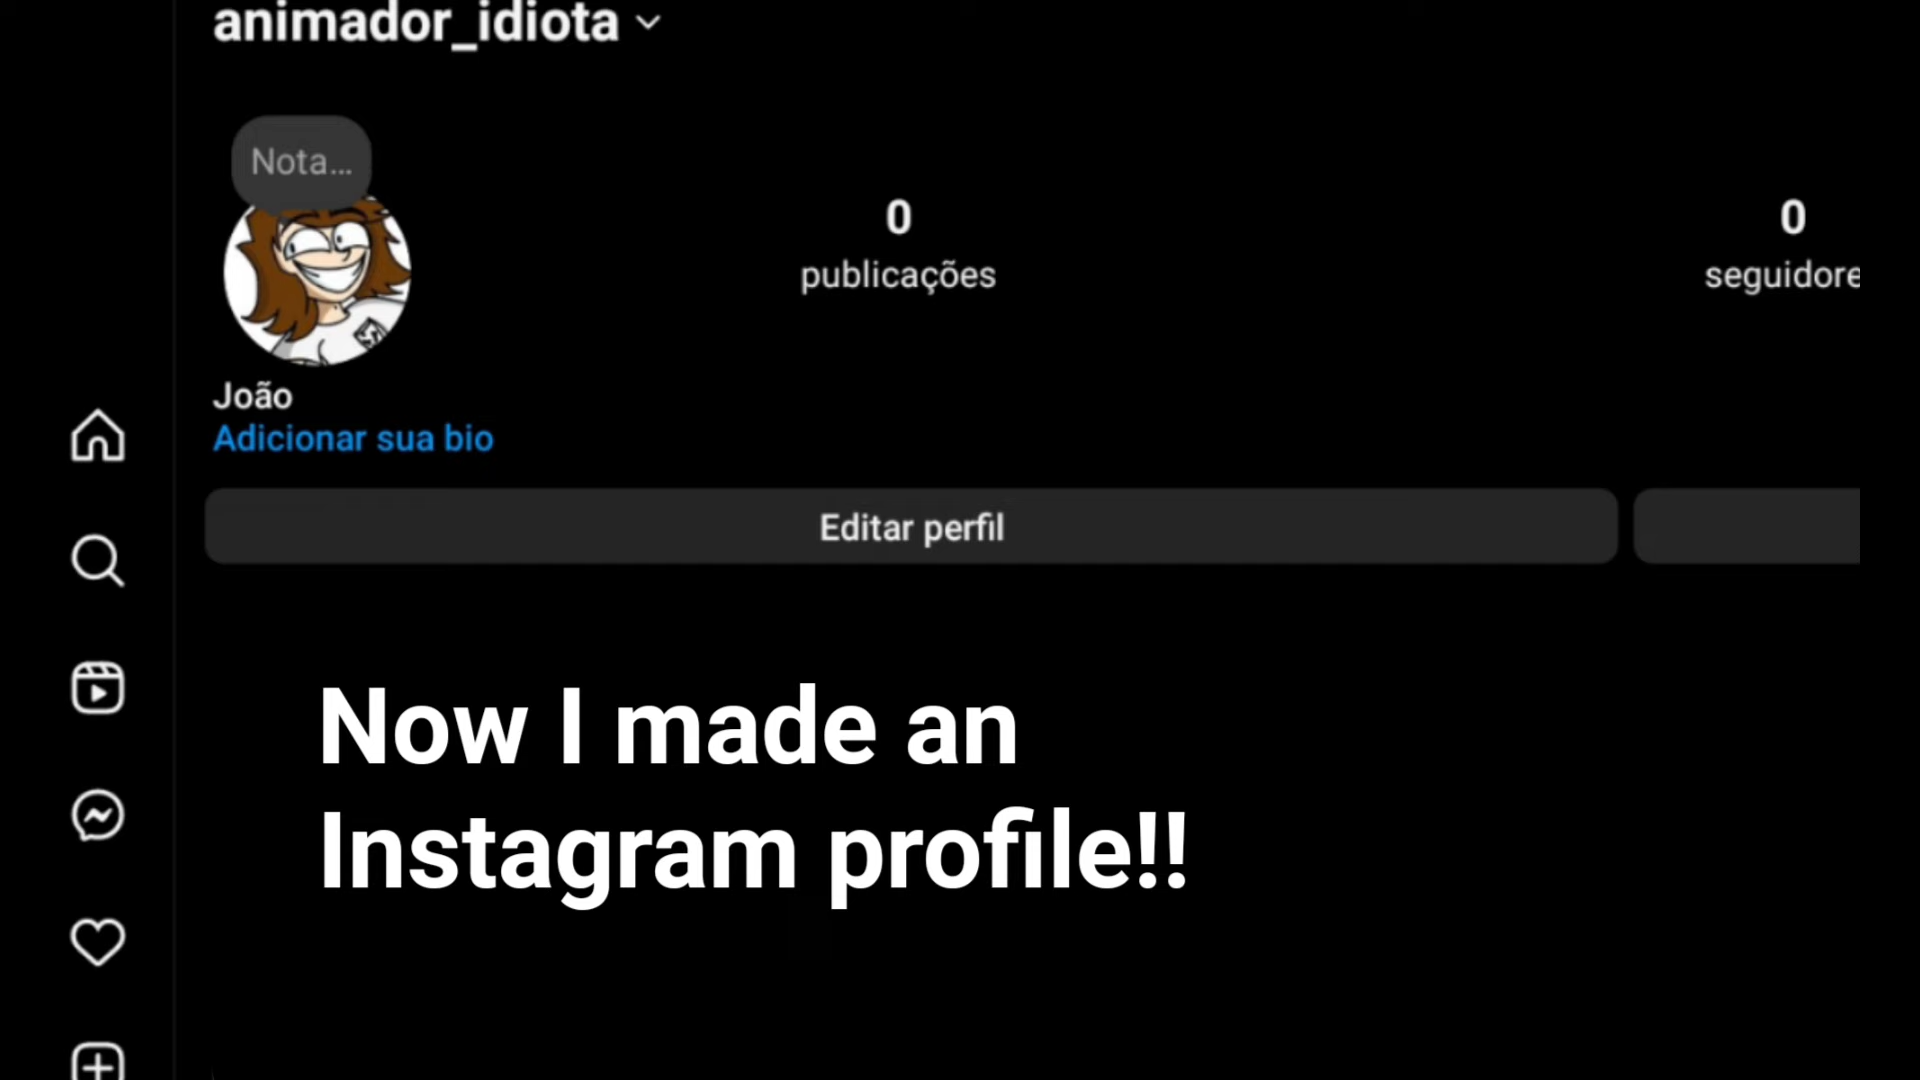 animador_idiota
Nota...
0
publicações
0
seguidore
João
Adicionar sua bio
Editar perfil
Now I made an
Instagram profile!!